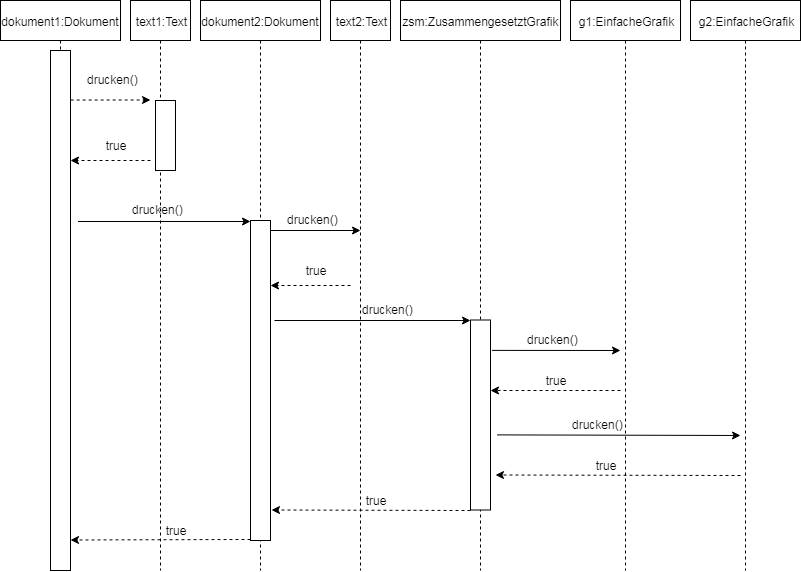 dokument1:Dokument
text1:Text
dokument2:Dokument
text2:Text
zsm:ZusammengesetztGrafik
g1:EinfacheGrafik
g2:EinfacheGrafik
drucken()
true
drucken()
drucken()
true
drucken()
drucken()
true
drucken()
true
true
true